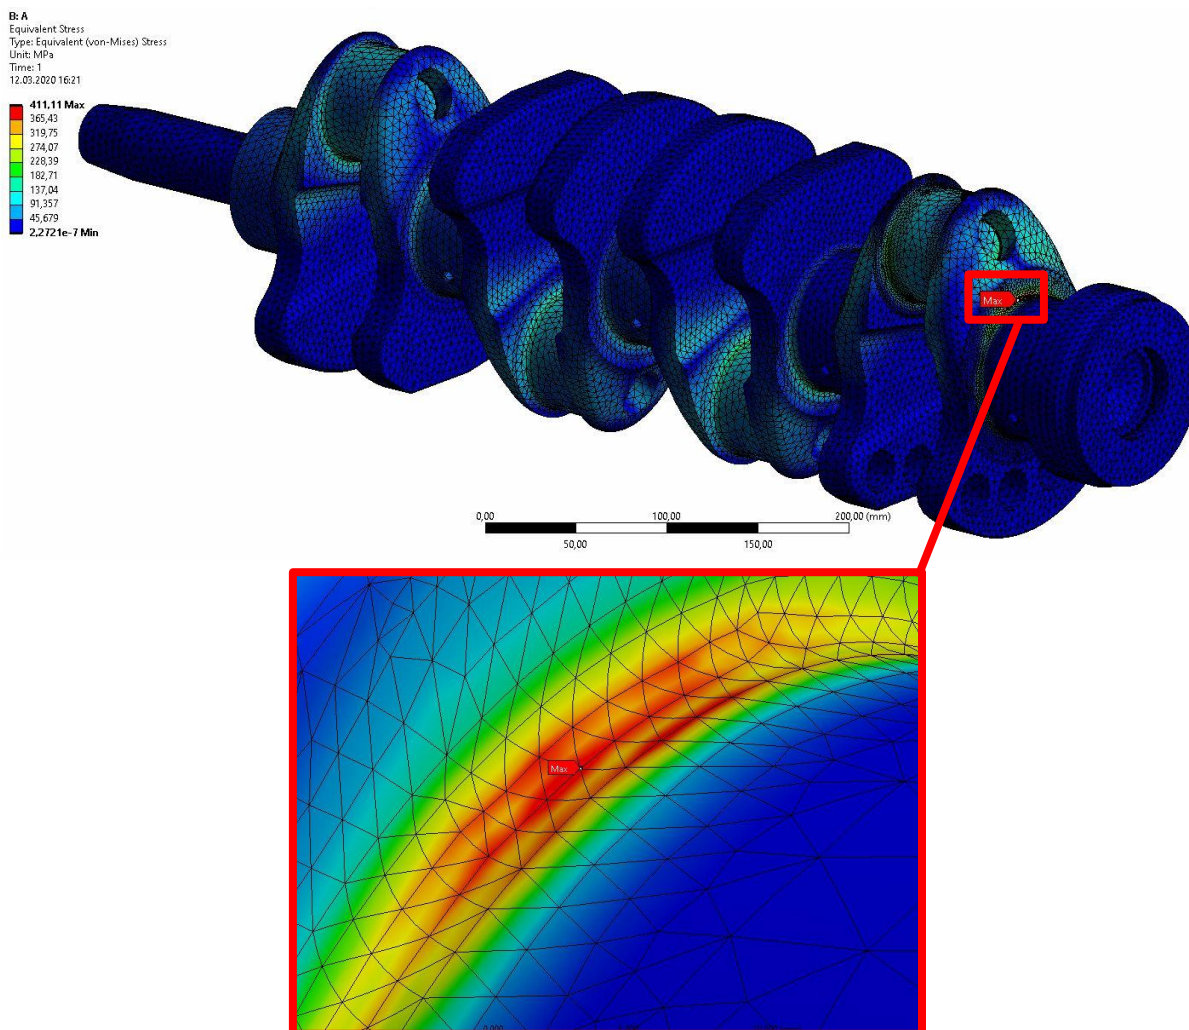 B: A
Equivalent Stress
Type: Equivalent (von-Mises) Stress
Unit: MPa
Time: 1
12.03.2020 16:21
411,11 Max
365,43
319,75
274,07
228,39
182,71
137,04
91,357
45,679
2,2721e-7 Min
Max
0,00
100,00
200,00 (mm)
50,00
150,00
Max